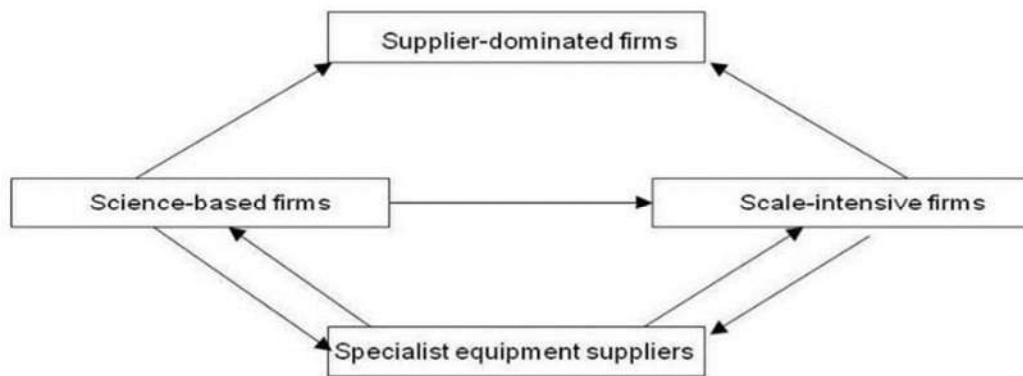 Supplier-dominated firms
Science-based firms
Scale-intensive firms
Specialist equipment suppliers